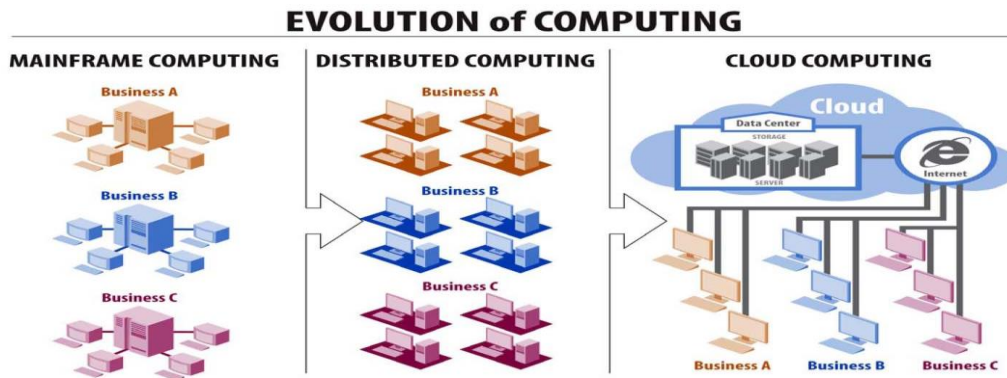 EVOLUTION of COMPUTING
MAINFRAME COMPUTING
Business A
Business B
Business C
DISTRIBUTED COMPUTING
Business A
Business B
Business C
CLOUD COMPUTING
Cloud
Data Center
STORAGE
SERVER
Internet
Business A
Business B
Business C